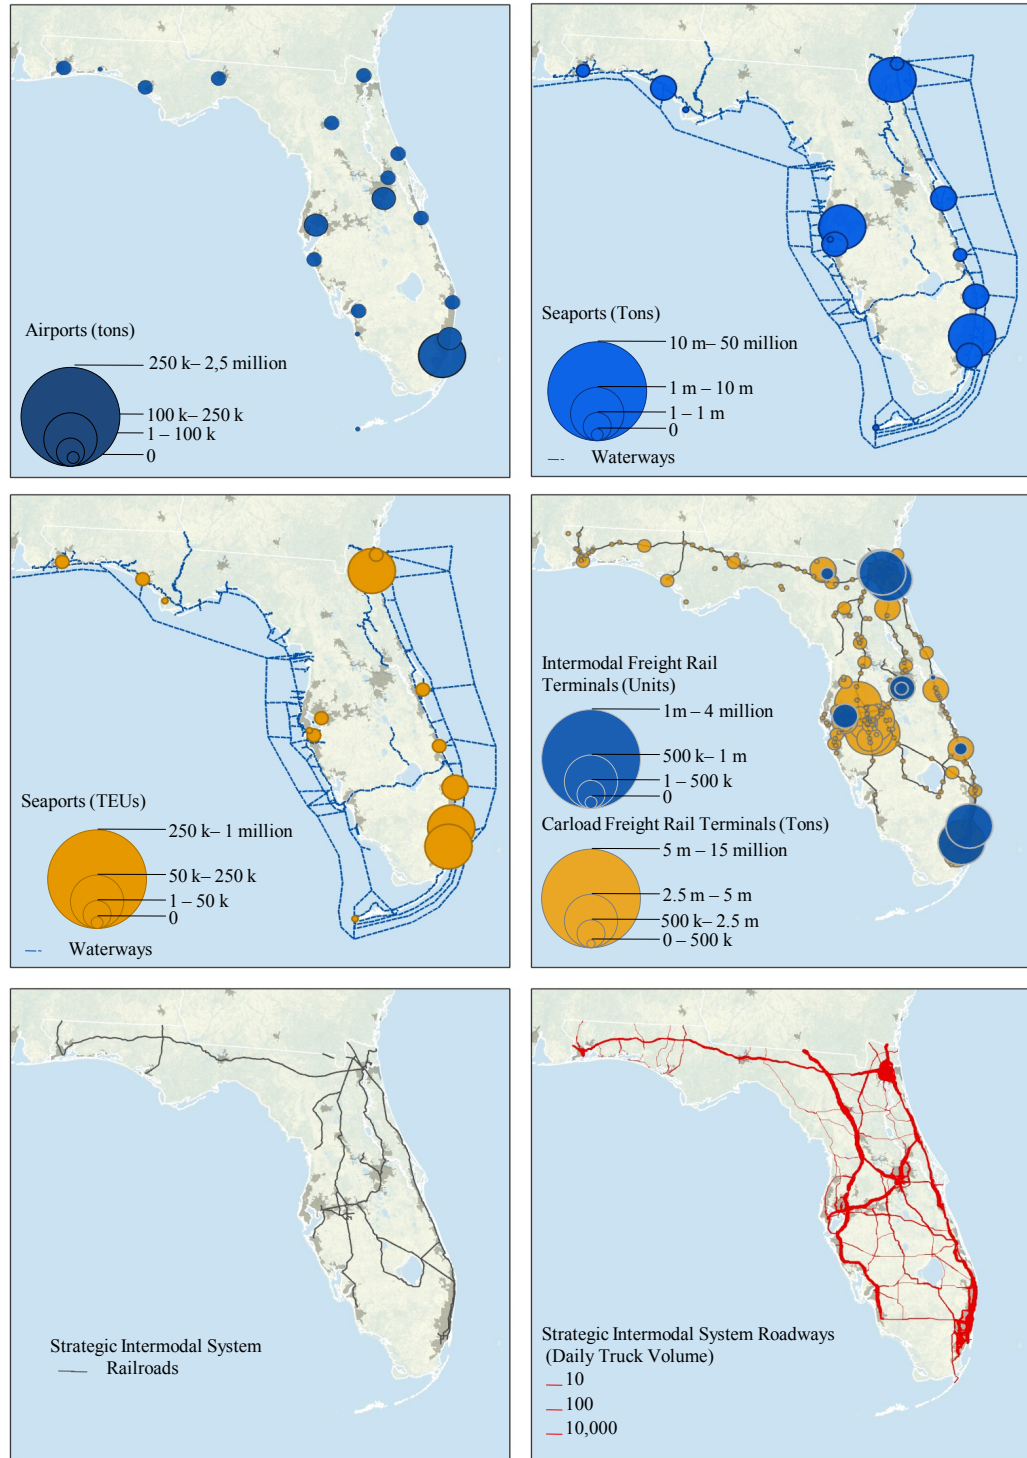 Airports (tons)
250 k– 2,5 million
100 k– 250 k
1 – 100 k
0
Seaports (Tons)
10 m– 50 million
1 m – 10 m
1 – 1 m
0
Waterways
Seaports (TEUs)
250 k– 1 million
50 k– 250 k
1 – 50 k
0
Waterways
Intermodal Freight Rail
Terminals (Units)
1m – 4 million
500 k– 1 m
1 – 500 k
0
Carload Freight Rail Terminals (Tons)
5 m – 15 million
2.5 m – 5 m
500 k– 2.5 m
0 – 500 k
Strategic Intermodal System
Railroads
Strategic Intermodal System Roadways
(Daily Truck Volume)
10
100
10,000